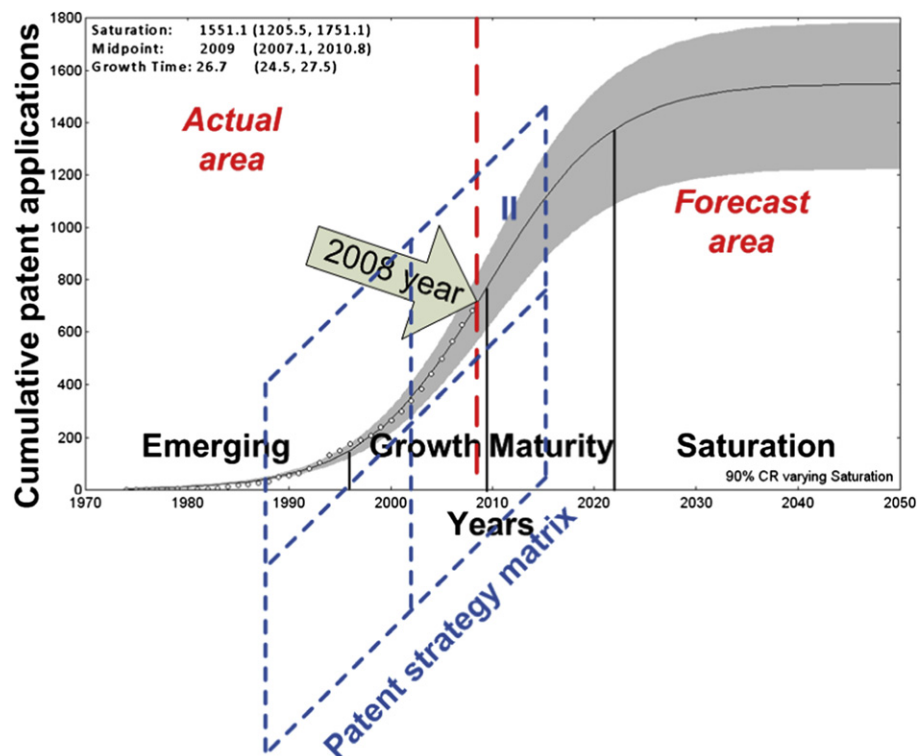 Saturation: 1551.1 (1205.5, 1751.1)
Midpoint: 2009 (2007.1, 2010.8)
Growth Time: 26.7 (24.5, 27.5)
Cumulative patent applications
1800
1600
1400
1200
1000
800
600
400
200
0
Actual
area
II
Forecast
area
2008 year
Emerging
Growth
Maturity
Saturation
90% CR varying Saturation
1970 1980 1990 2000 2010 2020 2030 2040 2050
Years
Patent strategy matrix